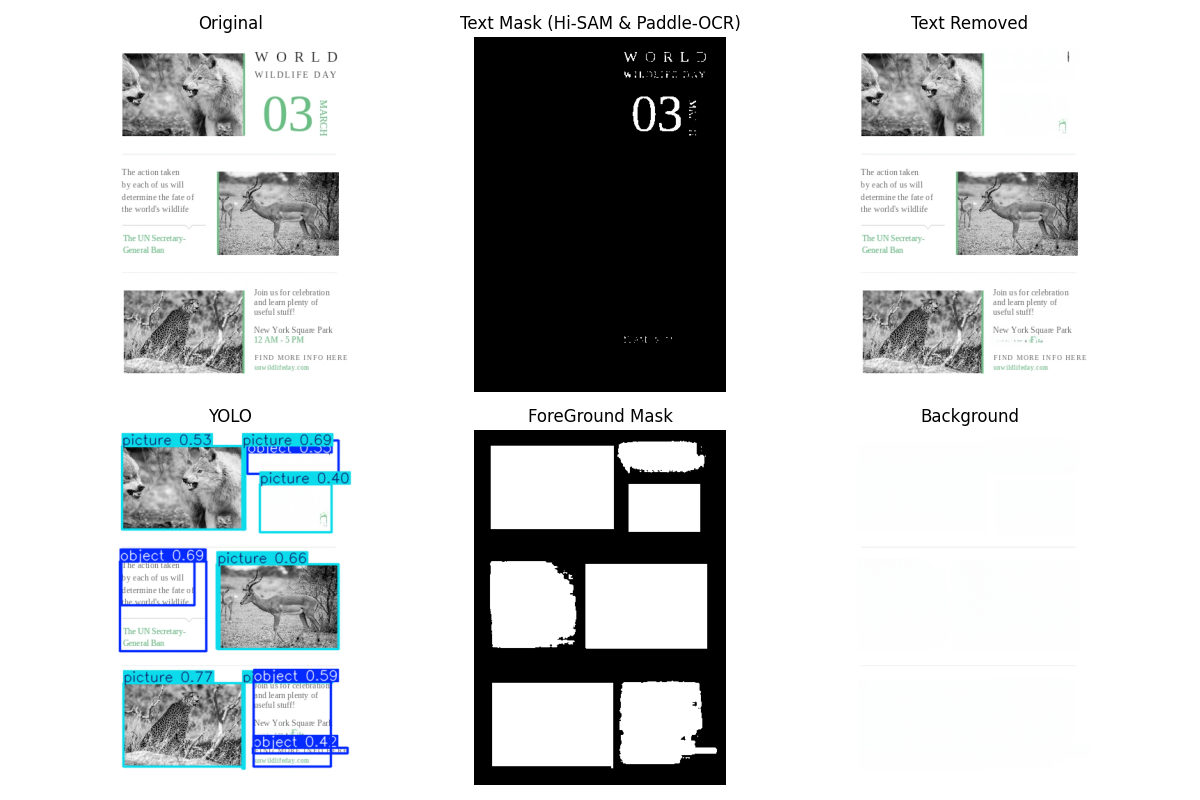 Original
WORLD
WILDLIFE DAY
03
MARCH
The action taken
by each of us will
determine the fate of
the world's wildlife
The UN Secretary-
General Ban
Join us for celebration
and learn plenty of
useful stuff!
New York Square Park
12 AM - 5 PM
FIND MORE INFO HERE
unwildlifeday.com
Text Mask (Hi-SAM & Paddle-OCR)
WORLD
WILDLIFE DAY
03
Text Removed
The action taken
by each of us will
determine the fate of
the world's wildlife
The UN Secretary-
General Ban
Join us for celebration
and learn plenty of
useful stuff!
New York Square Park
FIND MORE INFO HERE
unwildlifeday.com
YOLO
picture 0.53
picture 0.69
picture 0.40
object 0.69
The action taken
by each of us will
determine the fate of
the world's wildlife
The UN Secretary-
General Ban
picture 0.66
picture 0.77
object 0.59
Join us for celebration
and learn plenty of
useful stuff!
New York Square Park
object 0.42
unwildlifeday.com
ForeGround Mask
Background